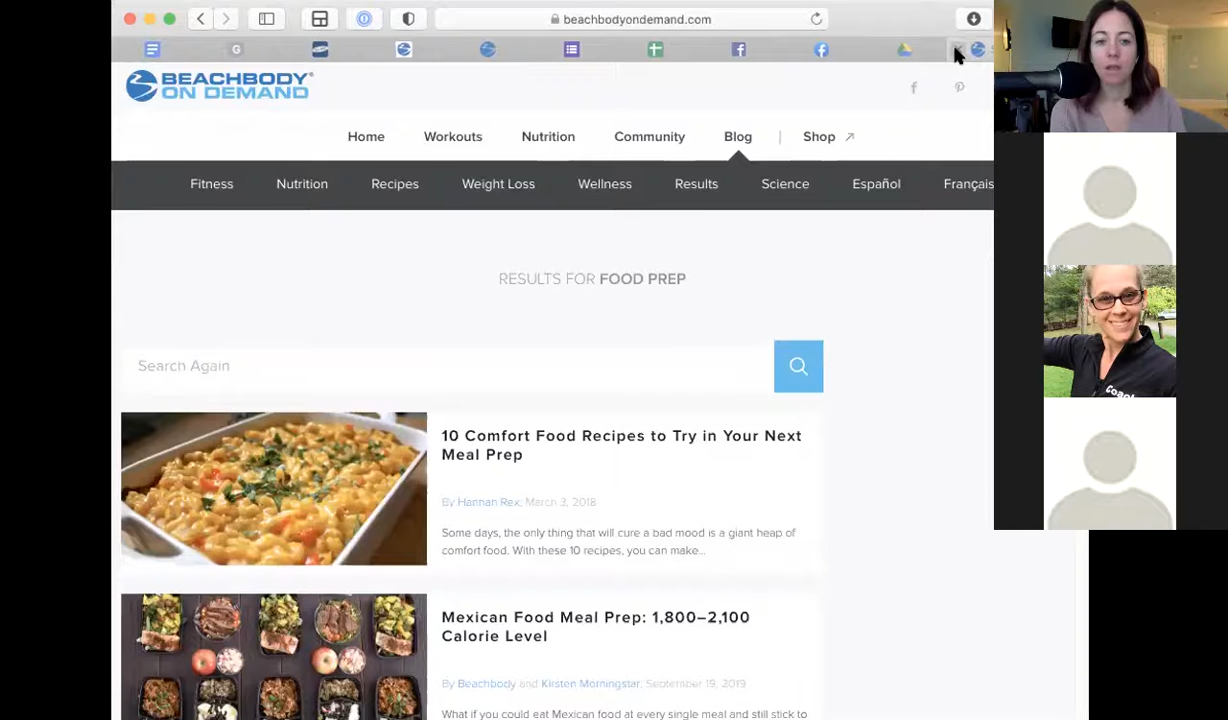 beachbodyondemand.com
G
BEACHBODY®
ON DEMAND
Home Workouts Nutrition Community Blog | Shop
Fitness Nutrition Recipes Weight Loss Wellness Results Science Español Français
RESULTS FOR FOOD PREP
Search Again
10 Comfort Food Recipes to Try in Your Next
Meal Prep
By Hannah Rex, March 3, 2018
Some days, the only thing that will cure a bad mood is a giant heap of
comfort food. With these 10 recipes, you can make...
Mexican Food Meal Prep: 1,800–2,100
Calorie Level
By Beachbody and Kirsten Morningstar, September 19, 2019
What if you could eat Mexican food at every single meal and still stick to
Coach